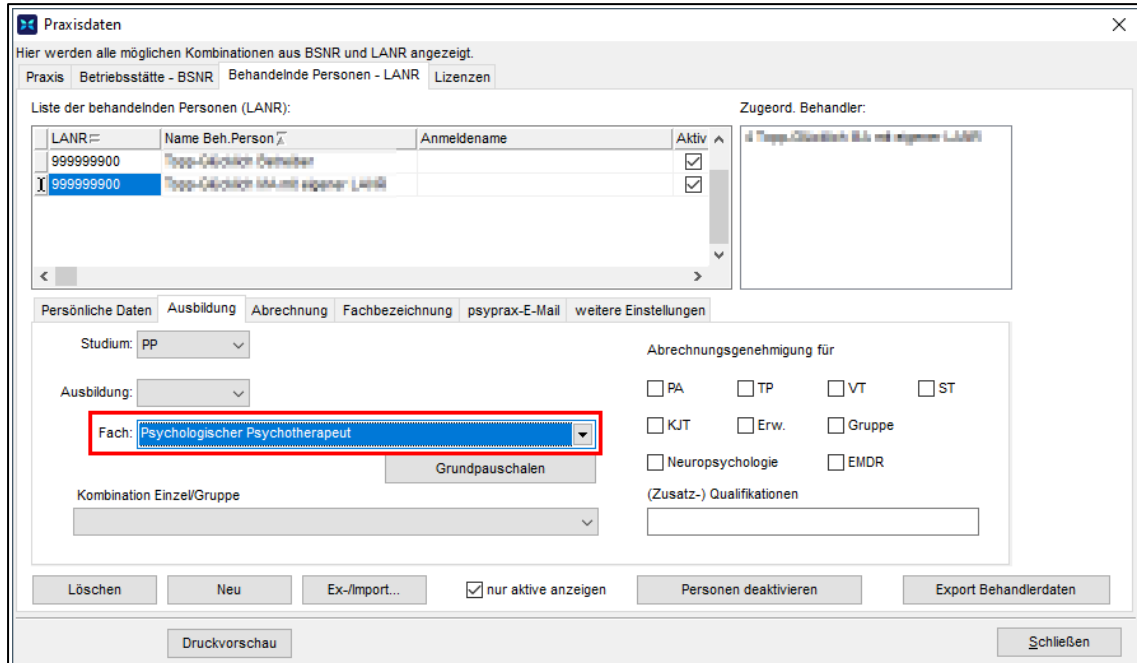 Praxisdaten
Hier werden alle möglichen Kombinationen aus BSNR und LANR angezeigt.
Praxis Betriebsstätte - BSNR Behandelnde Personen - LANR Lizenzen
Liste der behandelnden Personen (LANR): Zugeord. Behandler:
LANR Name Beh.Person Anmeldename Aktiv
999999900
999999900
Persönliche Daten Ausbildung Abrechnung Fachbezeichnung psyprax-E-Mail weitere Einstellungen
Studium: PP Abrechnungsgenehmigung für
Ausbildung: PA TP VT ST
Fach: Psychologischer Psychotherapeut KJT Erw. Gruppe
Grundpauschalen Neuropsychologie EMDR
Kombination Einzel/Gruppe (Zusatz-) Qualifikationen
Löschen Neu Ex-/Import... nur aktive anzeigen Personen deaktivieren Export Behandlerdaten
Druckvorschau Schließen